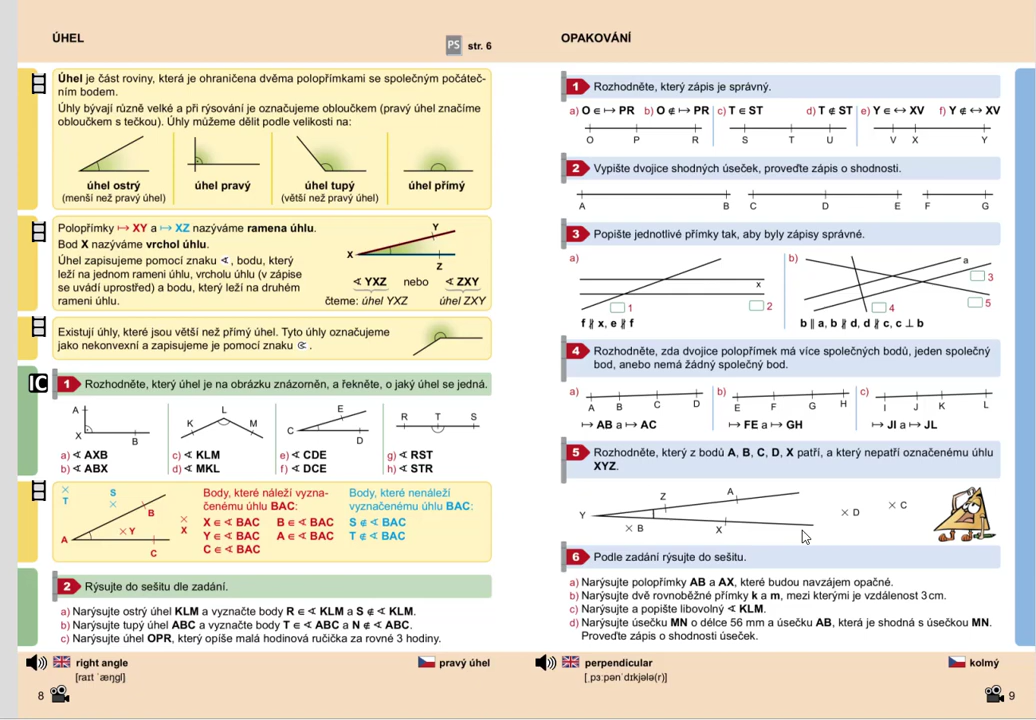 ÚHEL
PS str. 6
Úhel je část roviny, která je ohraničena dvěma polopřímkami se společným počáteč-
ním bodem.
Úhly bývají různě velké a při rýsování je označujeme obloučkem (pravý úhel značíme
obloučkem s tečkou). Úhly můžeme dělit podle velikosti na:
úhel ostrý
(menší než pravý úhel)
úhel pravý
úhel tupý
(větší než pravý úhel)
úhel přímý
Polopřímky ↦ XY a ↦ XZ nazýváme ramena úhlu.
Bod X nazýváme vrchol úhlu.
Úhel zapisujeme pomocí znaku ∢, bodu, který
leží na jednom rameni úhlu, vrcholu úhlu (v zápise
se uvádí uprostřed) a bodu, který leží na druhém
rameni úhlu.
Y
X
Z
∢ YXZ nebo ∢ ZXY
čteme: úhel YXZ úhel ZXY
Existují úhly, které jsou větší než přímý úhel. Tyto úhly označujeme
jako nekonvexní a zapisujeme je pomocí znaku .
IC
1 Rozhodněte, který úhel je na obrázku znázorněn, a řekněte, o jaký úhel se jedná.
A
X B
L
K M
E
C
D
R T S
a) ∢ AXB
b) ∢ ABX
c) ∢ KLM
d) ∢ MKL
e) ∢ CDE
f) ∢ DCE
g) ∢ RST
h) ∢ STR
T
S
B
Y
X
A
C
Body, které náleží vyzna-
čenému úhlu BAC:
X ∈ ∢ BAC B ∈ ∢ BAC
Y ∈ ∢ BAC A ∈ ∢ BAC
C ∈ ∢ BAC
Body, které nenáleží
vyznačenému úhlu BAC:
S ∉ ∢ BAC
T ∉ ∢ BAC
2 Rýsujte do sešitu dle zadání.
a) Narýsujte ostrý úhel KLM a vyznačte body R ∈ ∢ KLM a S ∉ ∢ KLM.
b) Narýsujte tupý úhel ABC a vyznačte body T ∈ ∢ ABC a N ∉ ∢ ABC.
c) Narýsujte úhel OPR, který opíše malá hodinová ručička za rovné 3 hodiny.
right angle
[raɪt ˈæŋgl]
pravý úhel
8
OPAKOVÁNÍ
1 Rozhodněte, který zápis je správný.
a) O ∈ ↦ PR b) O ∉ ↦ PR c) T ∈ ST d) T ∉ ST e) Y ∈ ↔ XV f) Y ∉ ↔ XV
O P R S T U V X Y
2 Vypište dvojice shodných úseček, proveďte zápis o shodnosti.
A B C D E F G
3 Popište jednotlivé přímky tak, aby byly zápisy správné.
a)
x
1
2
f ∦ x, e ∦ f
b)
a
3
4
5
b ∥ a, b ∦ d, d ∦ c, c ⊥ b
4 Rozhodněte, zda dvojice polopřímek má více společných bodů, jeden společný
bod, anebo nemá žádný společný bod.
a)
A B C D
↦ AB a ↦ AC
b)
E F G H
↦ FE a ↦ GH
c)
I J K L
↦ JI a ↦ JL
5 Rozhodněte, který z bodů A, B, C, D, X patří, a který nepatří označenému úhlu
XYZ.
Z A
Y
B X
D
C
6 Podle zadání rýsujte do sešitu.
a) Narýsujte polopřímky AB a AX, které budou navzájem opačné.
b) Narýsujte dvě rovnoběžné přímky k a m, mezi kterými je vzdálenost 3 cm.
c) Narýsujte a popište libovolný ∢ KLM.
d) Narýsujte úsečku MN o délce 56 mm a úsečku AB, která je shodná s úsečkou MN.
Proveďte zápis o shodnosti úseček.
perpendicular
[ˌpɜːpənˈdɪkjələ(r)]
kolmý
9